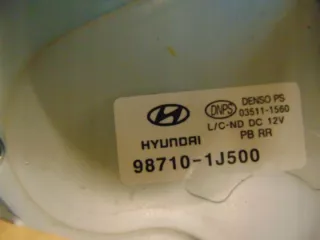 DNPS
DENSO PS
03511-1560
L/C-ND DC 12V
HYUNDAI
PB RR
98710-1J500